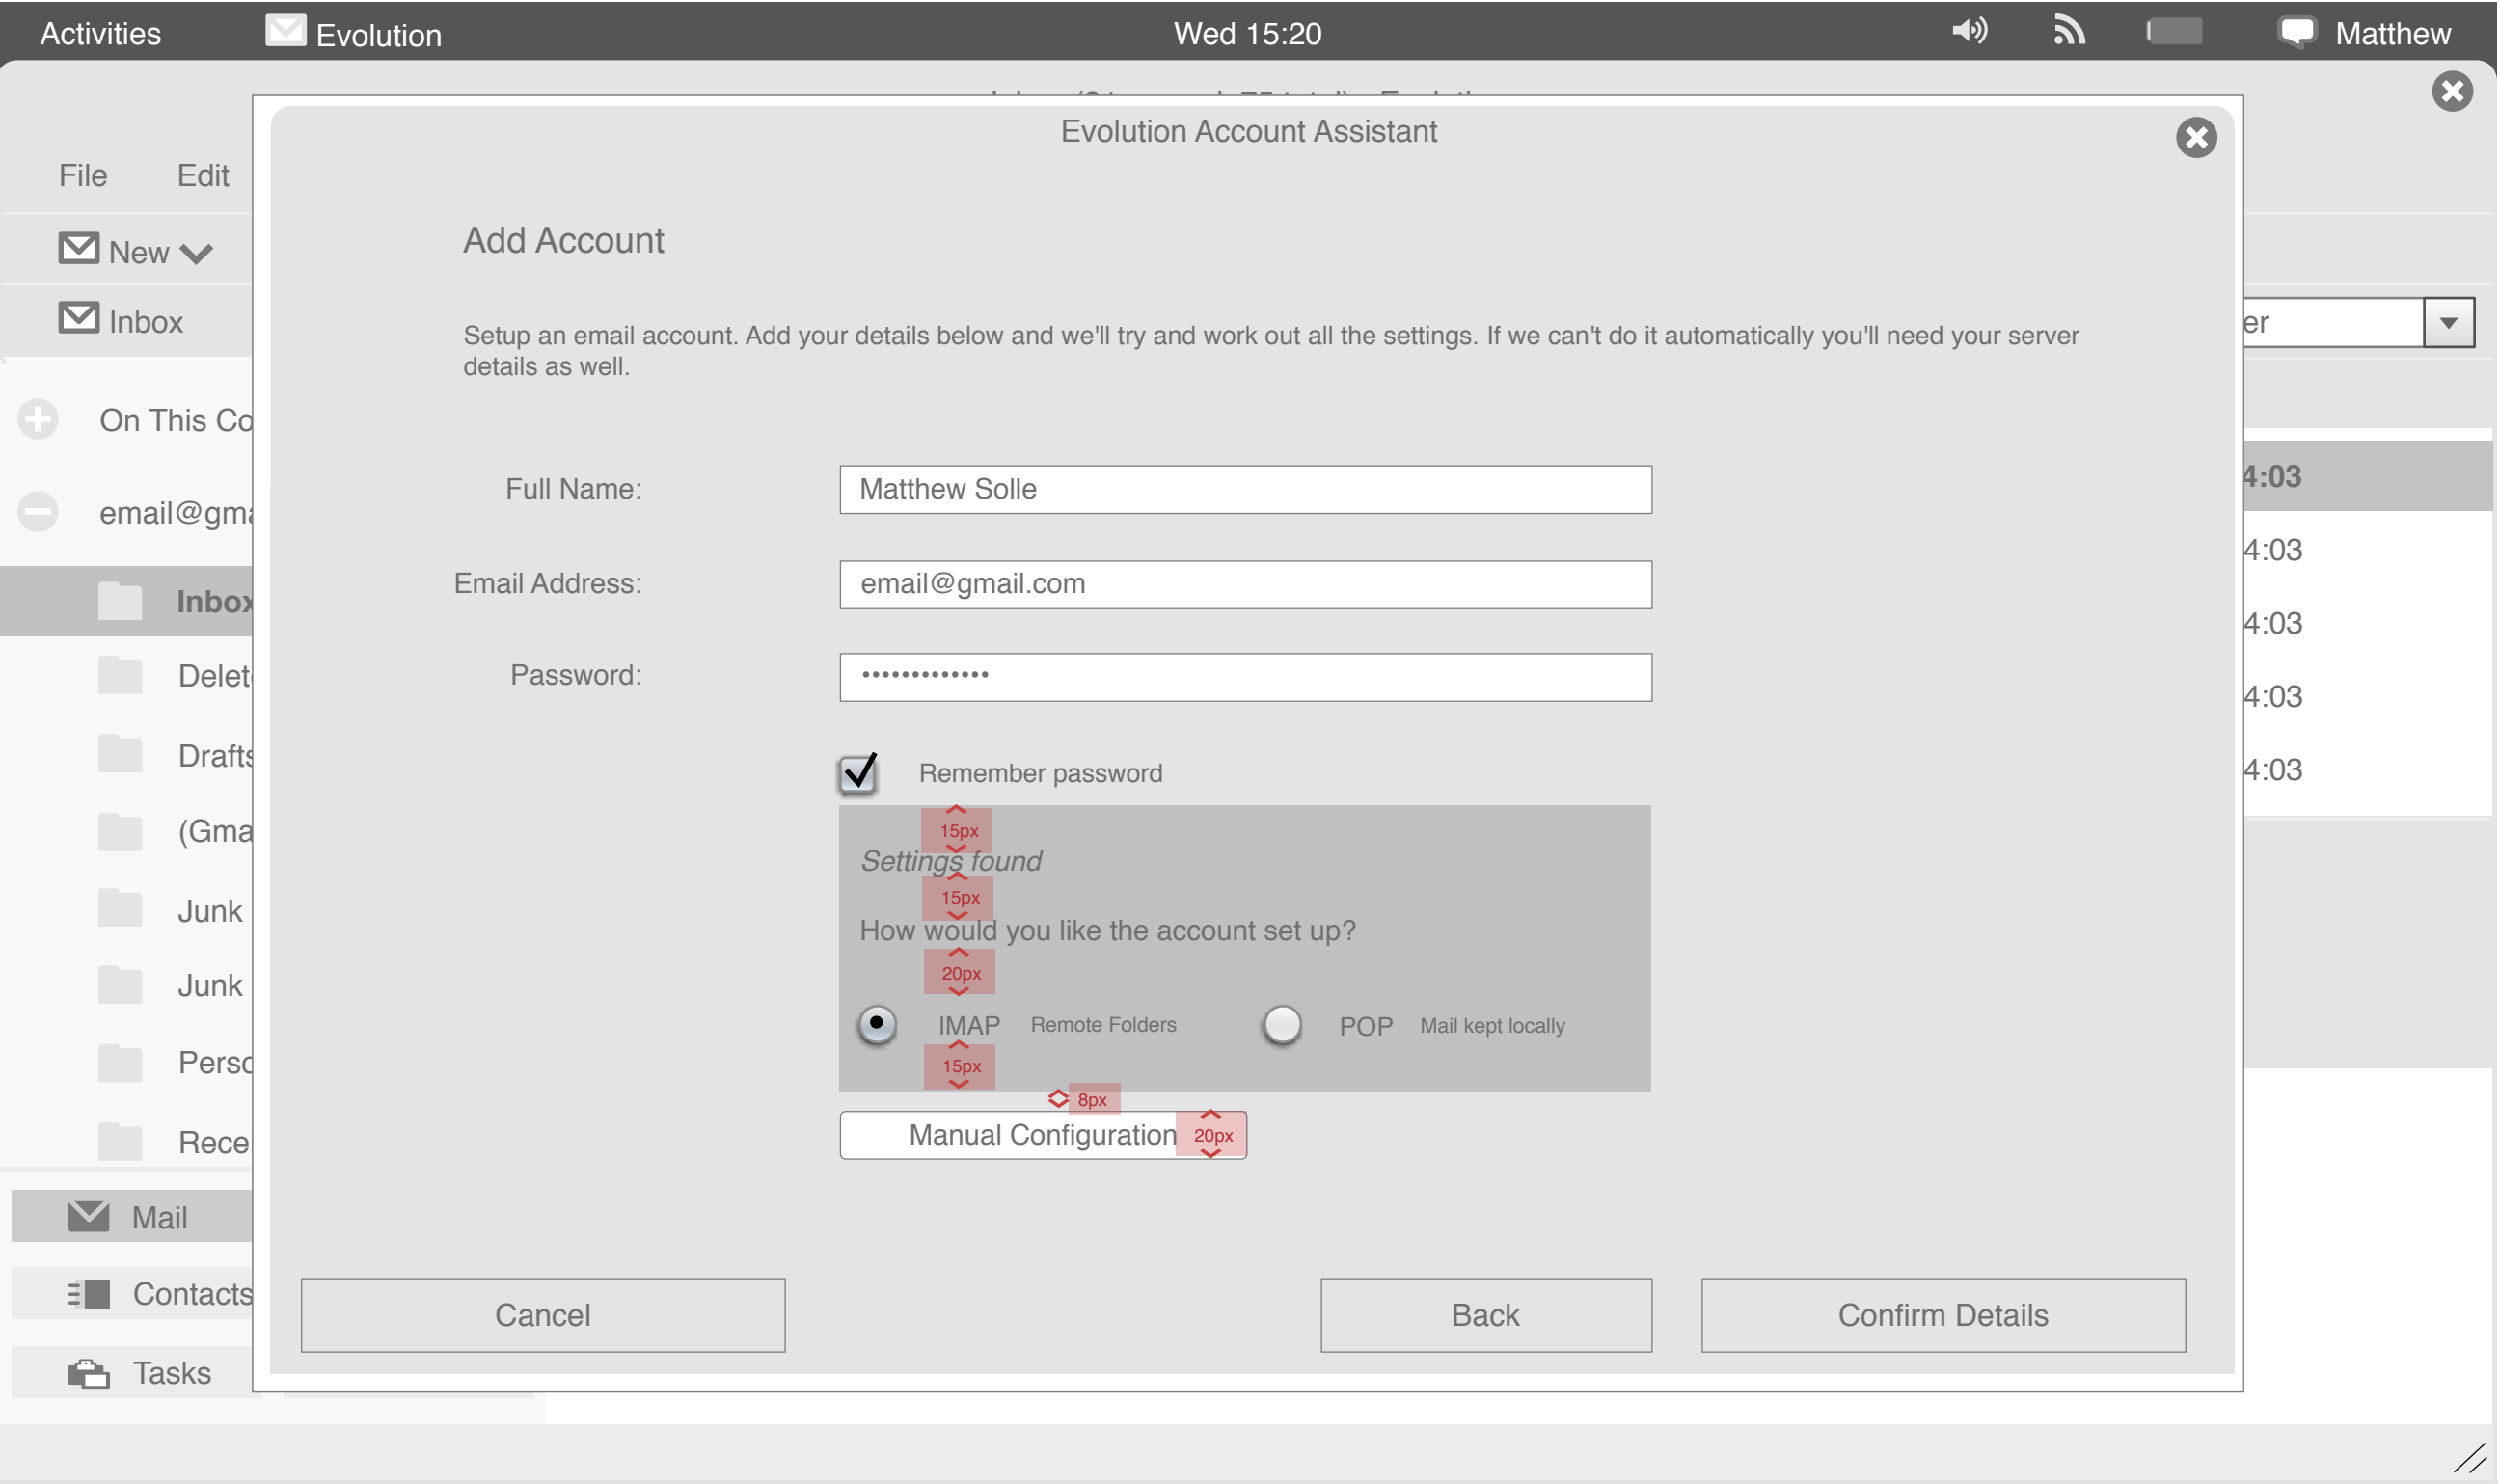 Activities Evolution Wed 15:20 Matthew
Evolution Account Assistant
File Edit
Add Account
New
Inbox
Setup an email account. Add your details below and we'll try and work out all the settings. If we can't do it automatically you'll need your server
details as well.
er
On This Co
Full Name: Matthew Solle
4:03
email@gma
4:03
Email Address: email@gmail.com
Inbox
4:03
Password: •••••••••••••
Delet
4:03
Drafts
Remember password
4:03
15px
(Gma
Settings found
15px
Junk
How would you like the account set up?
20px
Junk
IMAP Remote Folders POP Mail kept locally
15px
Perso
8px
Manual Configuration 20px
Rece
Mail
Contacts
Cancel Back Confirm Details
Tasks